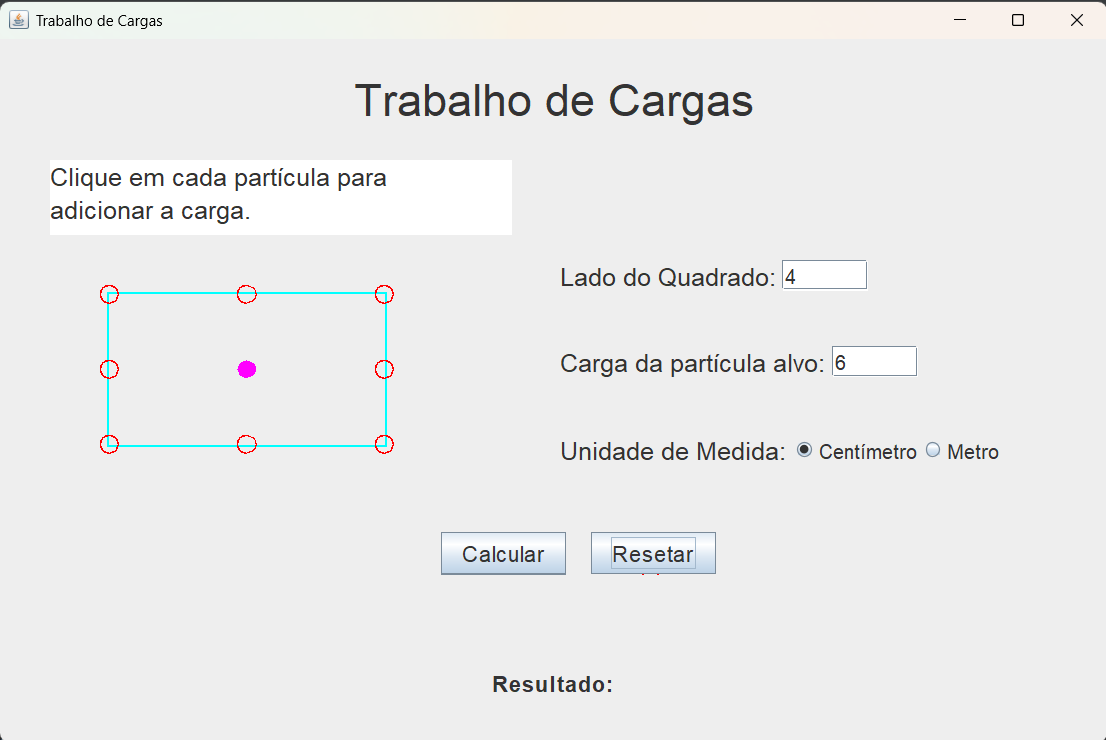 Trabalho de Cargas
Trabalho de Cargas
Clique em cada partícula para
adicionar a carga.
Lado do Quadrado: 4
Carga da partícula alvo: 6
Unidade de Medida: Centímetro Metro
Calcular Resetar
Resultado: